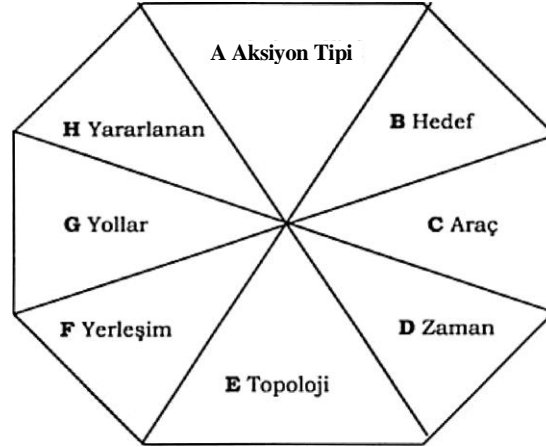 A Aksiyon Tipi
B Hedef
C Araç
D Zaman
E Topoloji
F Yerleşim
G Yollar
H Yararlanan